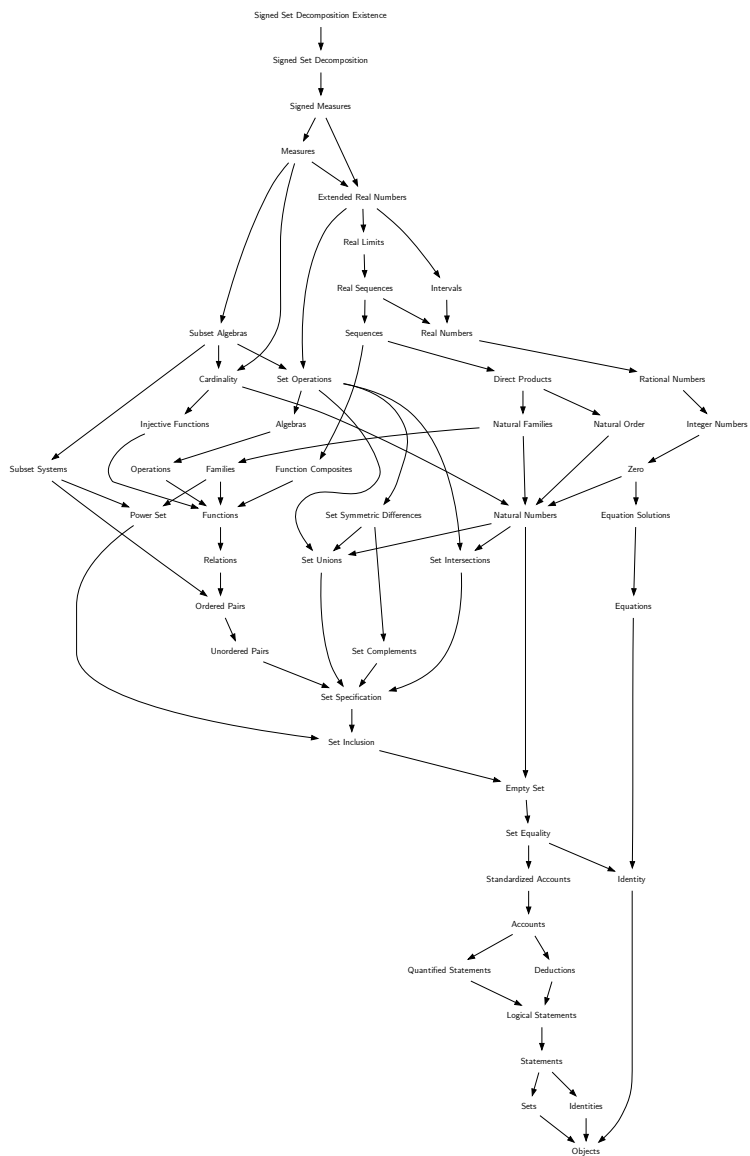 Signed Set Decomposition Existence
Signed Set Decomposition
Signed Measures
Measures
Extended Real Numbers
Real Limits
Real Sequences
Intervals
Subset Algebras
Sequences
Real Numbers
Cardinality
Set Operations
Direct Products
Rational Numbers
Injective Functions
Algebras
Natural Families
Natural Order
Integer Numbers
Subset Systems
Operations
Families
Function Composites
Zero
Power Set
Functions
Set Symmetric Differences
Natural Numbers
Equation Solutions
Relations
Set Unions
Set Intersections
Ordered Pairs
Equations
Unordered Pairs
Set Complements
Set Specification
Set Inclusion
Empty Set
Set Equality
Standardized Accounts
Identity
Accounts
Quantified Statements
Deductions
Logical Statements
Statements
Sets
Identities
Objects